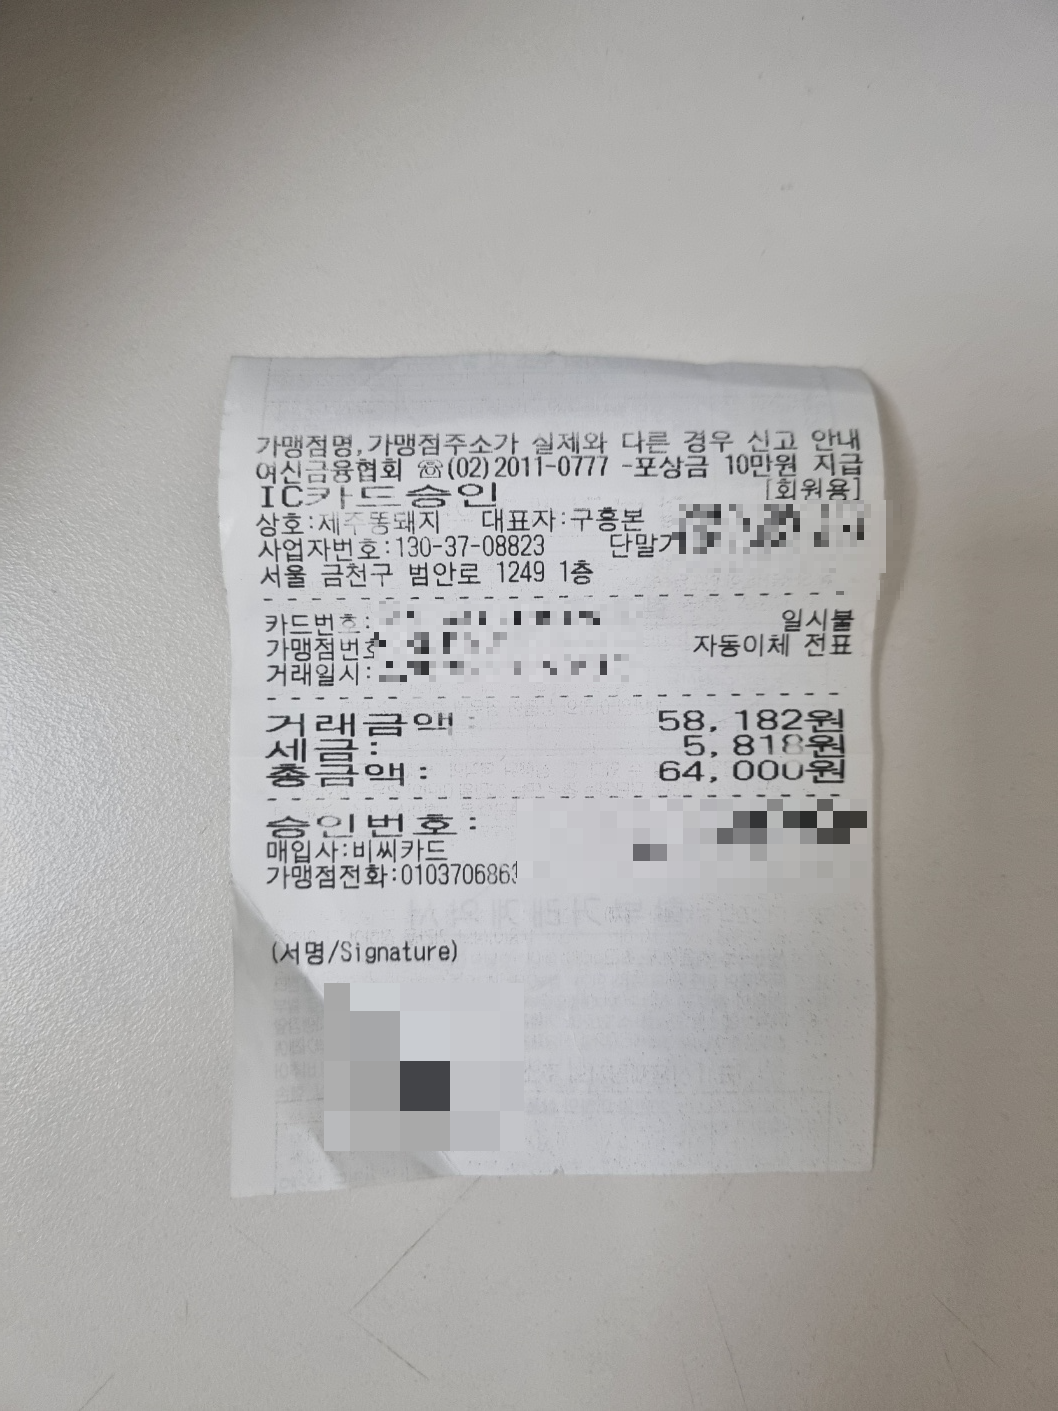 가맹점명,가맹점주소가 실제와 다른 경우 신고 안내
여신금융협회 ☏(02)2011-0777 -포상금 10만원 지급
IC카드승인 [회원용]
상호:제주똥돼지 대표자:구흥본
사업자번호:130-37-08823 단말기
서울 금천구 범안로 1249 1층
카드번호: 일시불
가맹점번호 자동이체 전표
거래일시:
거래금액: 58,182원
세금: 5,818원
총금액: 64,000원
승인번호:
매입사:비씨카드
가맹점전화:0103706863
(서명/Signature)